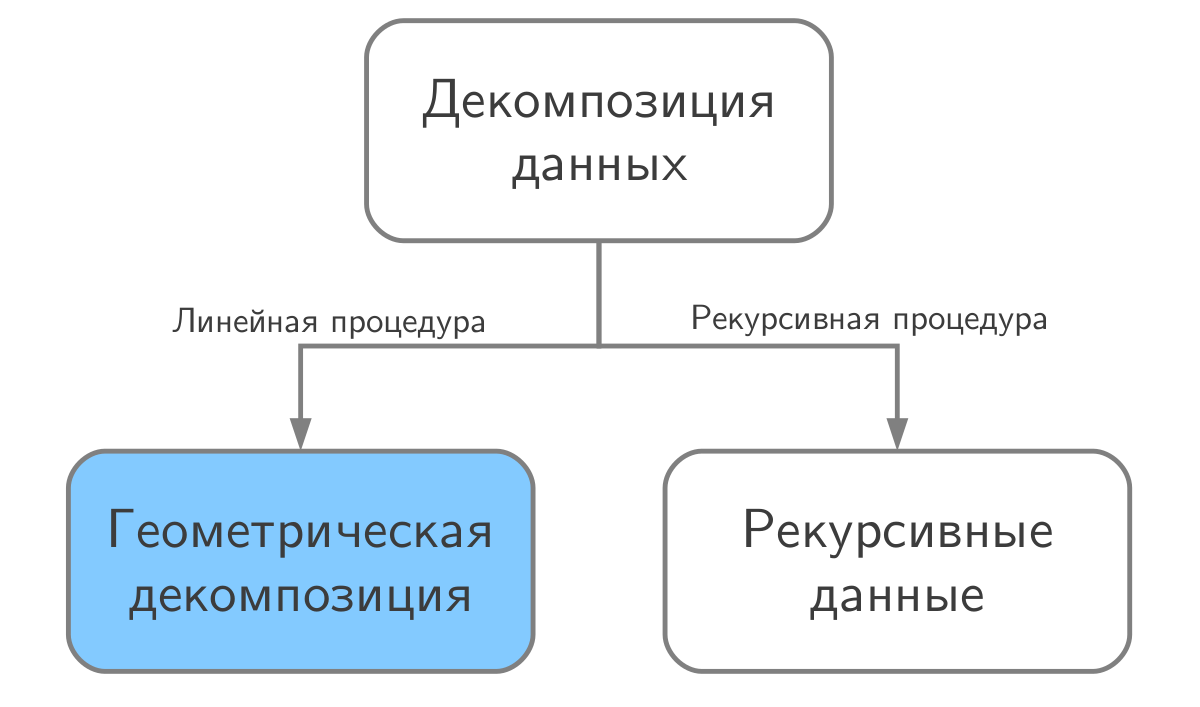 Декомпозиция
данных
Линейная процедура
Рекурсивная процедура
Геометрическая
декомпозиция
Рекурсивные
данные